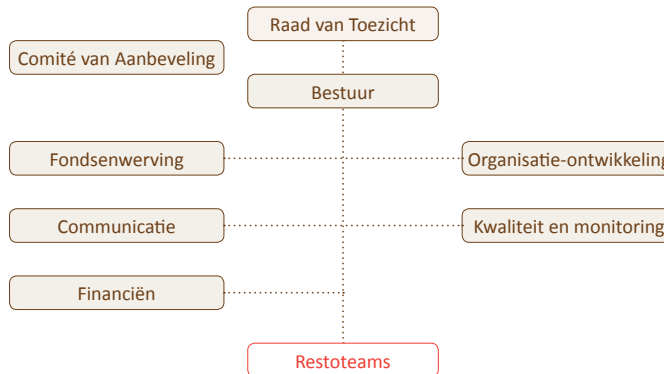 Raad van Toezicht
Comité van Aanbeveling
Bestuur
Fondsenwerving
Organisatie-ontwikkeling
Communicatie
Kwaliteit en monitoring
Financiën
Restoteams